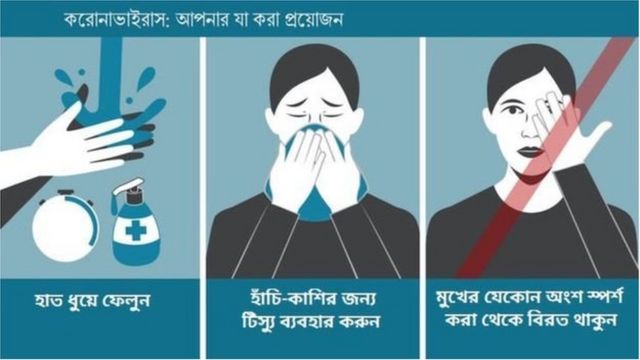 করোনাভাইরাস: আপনার যা করা প্রয়োজন
হাত ধুয়ে ফেলুন
হাঁচি-কাশির জন্য
টিস্যু ব্যবহার করুন
মুখের যেকোন অংশ স্পর্শ
করা থেকে বিরত থাকুন